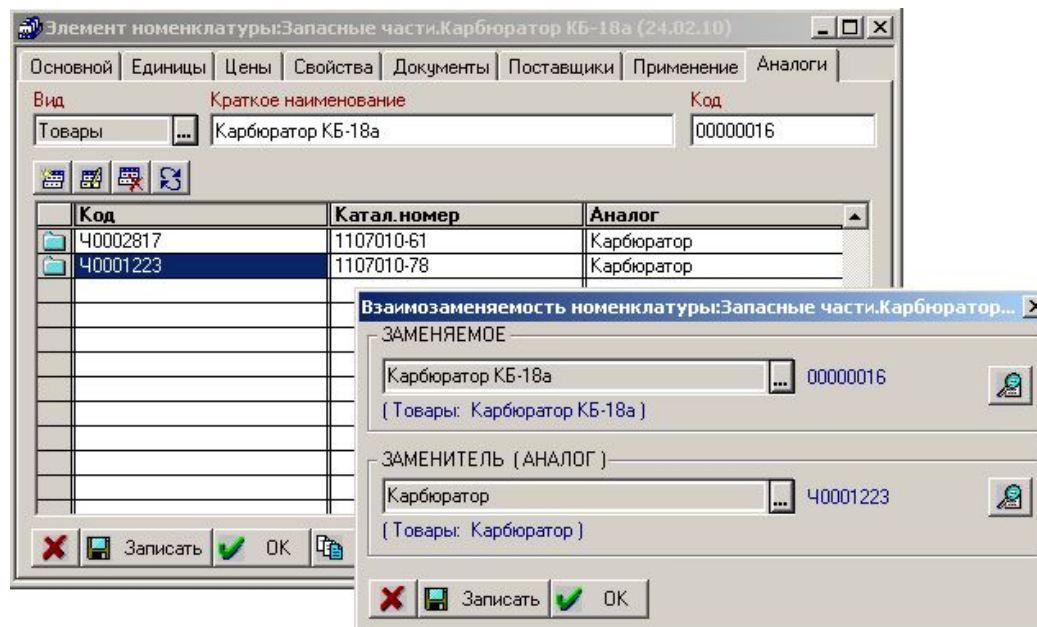 Элемент номенклатуры:Запасные части.Карбюратор КБ-18а (24.02.10)
Основной Единицы Цены Свойства Документы Поставщики Применение Аналоги
Вид Краткое наименование Код
Товары ... Карбюратор КБ-18а 00000016
Код Катал.номер Аналог
Ч0002817 1107010-61 Карбюратор
Ч0001223 1107010-78 Карбюратор
Записать OK
Взаимозаменяемость номенклатуры:Запасные части.Карбюратор...
ЗАМЕНЯЕМОЕ
Карбюратор КБ-18а ... 00000016
( Товары: Карбюратор КБ-18а )
ЗАМЕНИТЕЛЬ ( АНАЛОГ )
Карбюратор ... Ч0001223
( Товары: Карбюратор )
Записать OK